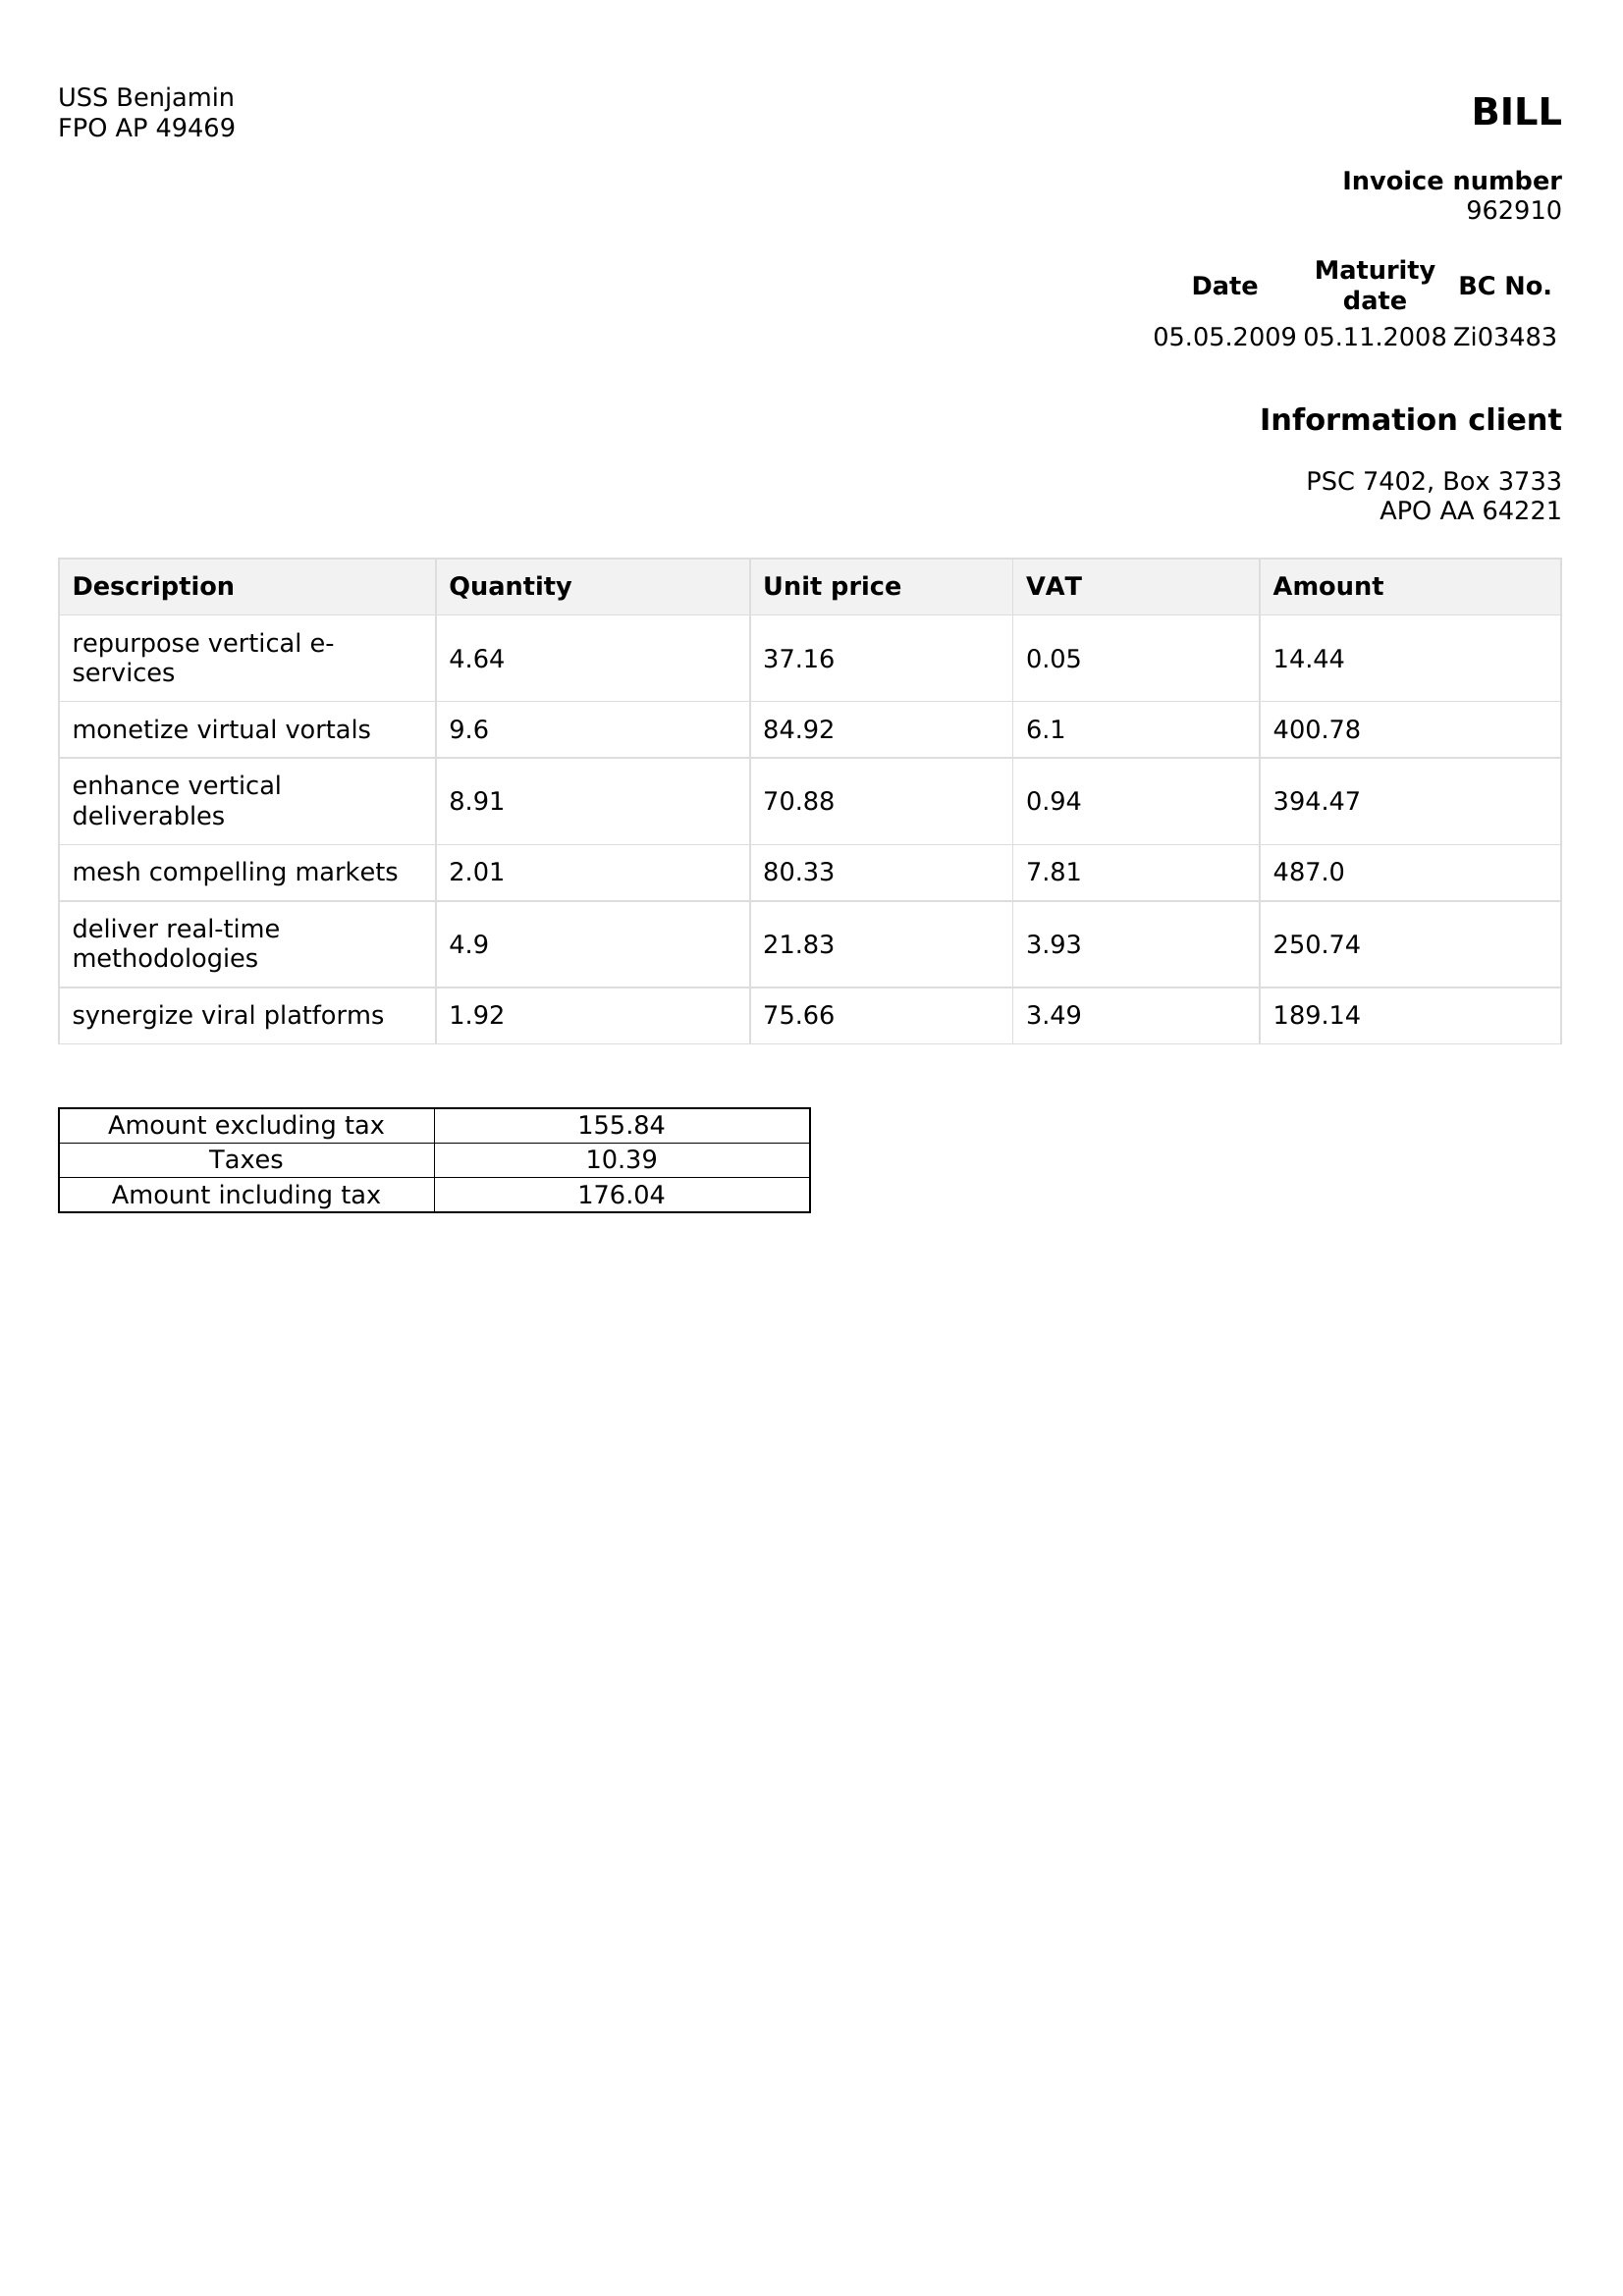 USS Benjamin
FPO AP 49469
BILL
Invoice number
962910
Date Maturity date BC No.
05.05.2009 05.11.2008 Zi03483
Information client
PSC 7402, Box 3733
APO AA 64221
Description Quantity Unit price VAT Amount
repurpose vertical e-
services 4.64 37.16 0.05 14.44
monetize virtual vortals 9.6 84.92 6.1 400.78
enhance vertical
deliverables 8.91 70.88 0.94 394.47
mesh compelling markets 2.01 80.33 7.81 487.0
deliver real-time
methodologies 4.9 21.83 3.93 250.74
synergize viral platforms 1.92 75.66 3.49 189.14
Amount excluding tax 155.84
Taxes 10.39
Amount including tax 176.04